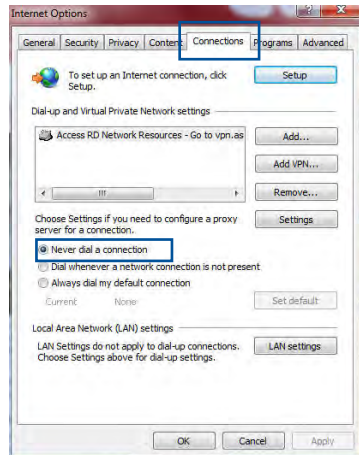 Internet Options
General Security Privacy Content Connections Programs Advanced
To set up an Internet connection, click
Setup.
Setup
Dial-up and Virtual Private Network settings
Access RD Network Resources - Go to vpn.as
Add...
Add VPN...
Remove...
Choose Settings if you need to configure a proxy
server for a connection.
Settings
Never dial a connection
Dial whenever a network connection is not present
Always dial my default connection
Current None
Set default
Local Area Network (LAN) settings
LAN Settings do not apply to dial-up connections.
Choose Settings above for dial-up settings.
LAN settings
OK Cancel Apply